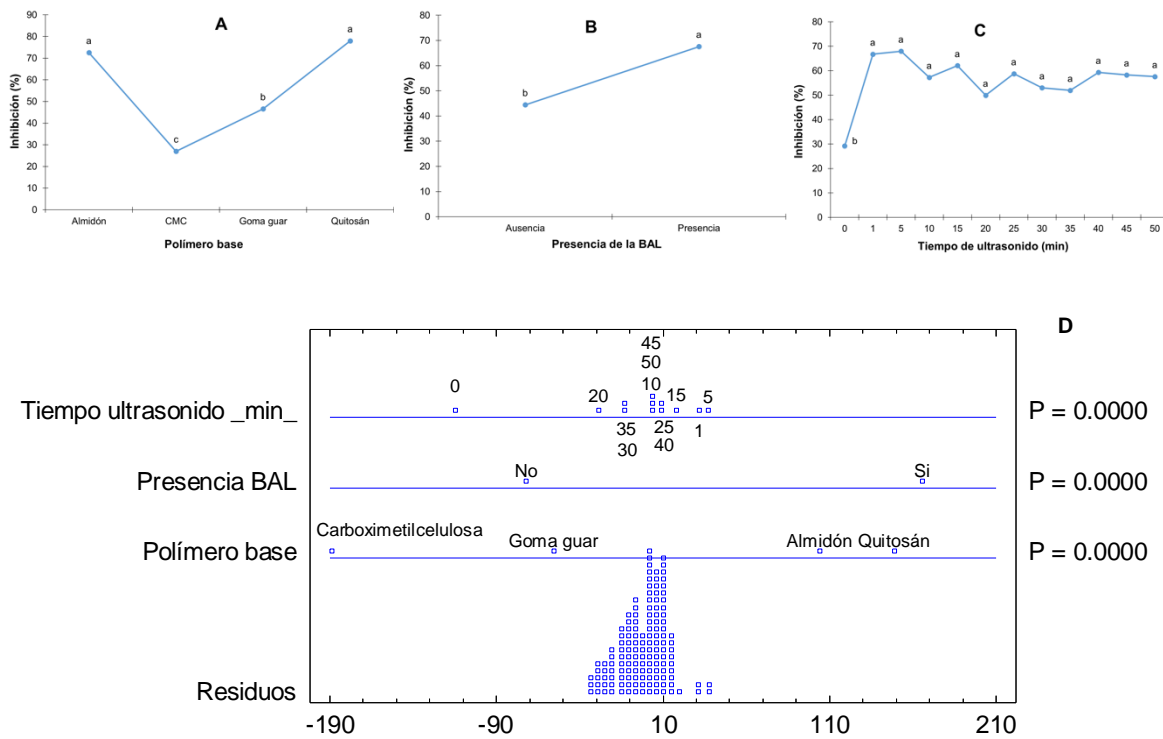 A
Inhibición (%)
90
80
70
60
50
40
30
20
10
0
a
c
b
a
Almidón CMC Goma guar Quitosán
Polímero base
B
Inhibición (%)
80
70
60
50
40
30
20
10
0
b
a
Ausencia Presencia
Presencia de la BAL
C
Inhibición (%)
80
70
60
50
40
30
20
10
0
b
a
a
a
a
a
a
a
a
a
a
a
0 1 5 10 15 20 25 30 35 40 45 50
Tiempo de ultrasonido (min)
D
45
50
0 20 10 15 5
Tiempo ultrasonido _min_ P = 0.0000
35 25 1
30 40
No Si
Presencia BAL P = 0.0000
Carboximetilcelulosa Goma guar Almidón Quitosán
Polímero base P = 0.0000
Residuos
-190 -90 10 110 210